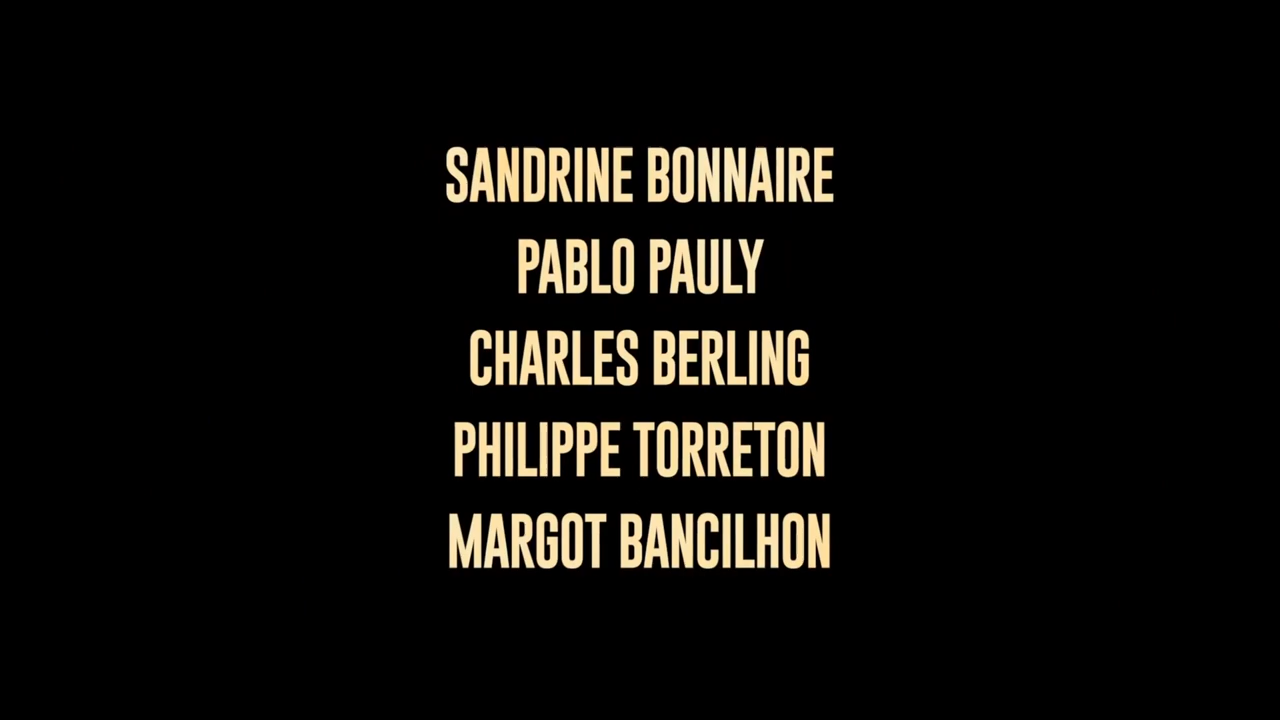 SANDRINE BONNAIRE
PABLO PAULY
CHARLES BERLING
PHILIPPE TORRETON
MARGOT BANCILHON